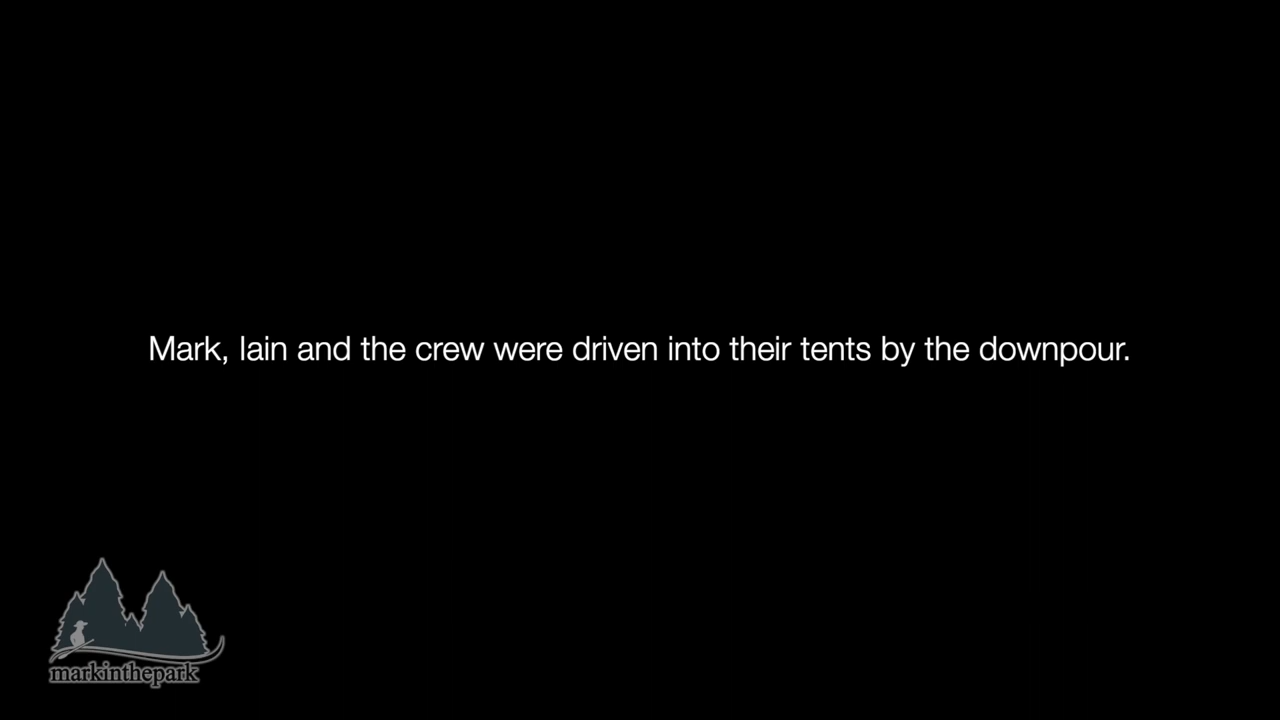 Mark, Iain and the crew were driven into their tents by the downpour.
markinthepark